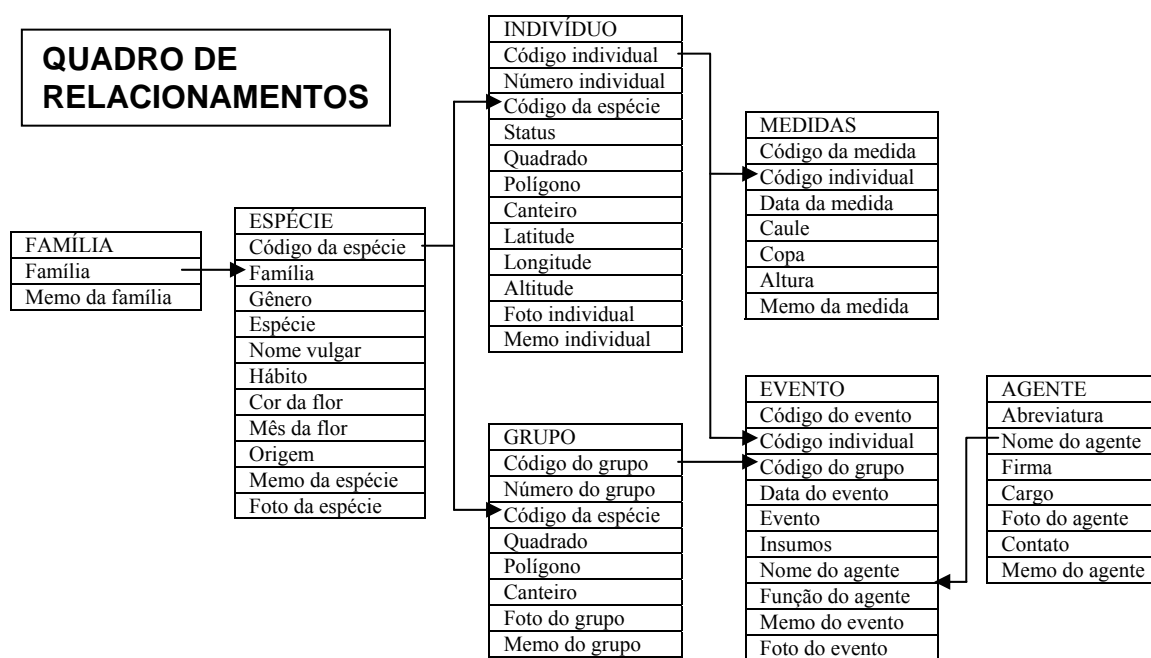 QUADRO DE
RELACIONAMENTOS
FAMÍLIA
Família
Memo da família
ESPÉCIE
Código da espécie
Família
Gênero
Espécie
Nome vulgar
Hábito
Cor da flor
Mês da flor
Origem
Memo da espécie
Foto da espécie
INDIVÍDUO
Código individual
Número individual
Código da espécie
Status
Quadrado
Polígono
Canteiro
Latitude
Longitude
Altitude
Foto individual
Memo individual
GRUPO
Código do grupo
Número do grupo
Código da espécie
Quadrado
Polígono
Canteiro
Foto do grupo
Memo do grupo
MEDIDAS
Código da medida
Código individual
Data da medida
Caule
Copa
Altura
Memo da medida
EVENTO
Código do evento
Código individual
Código do grupo
Data do evento
Evento
Insumos
Nome do agente
Função do agente
Memo do evento
Foto do evento
AGENTE
Abreviatura
Nome do agente
Firma
Cargo
Foto do agente
Contato
Memo do agente